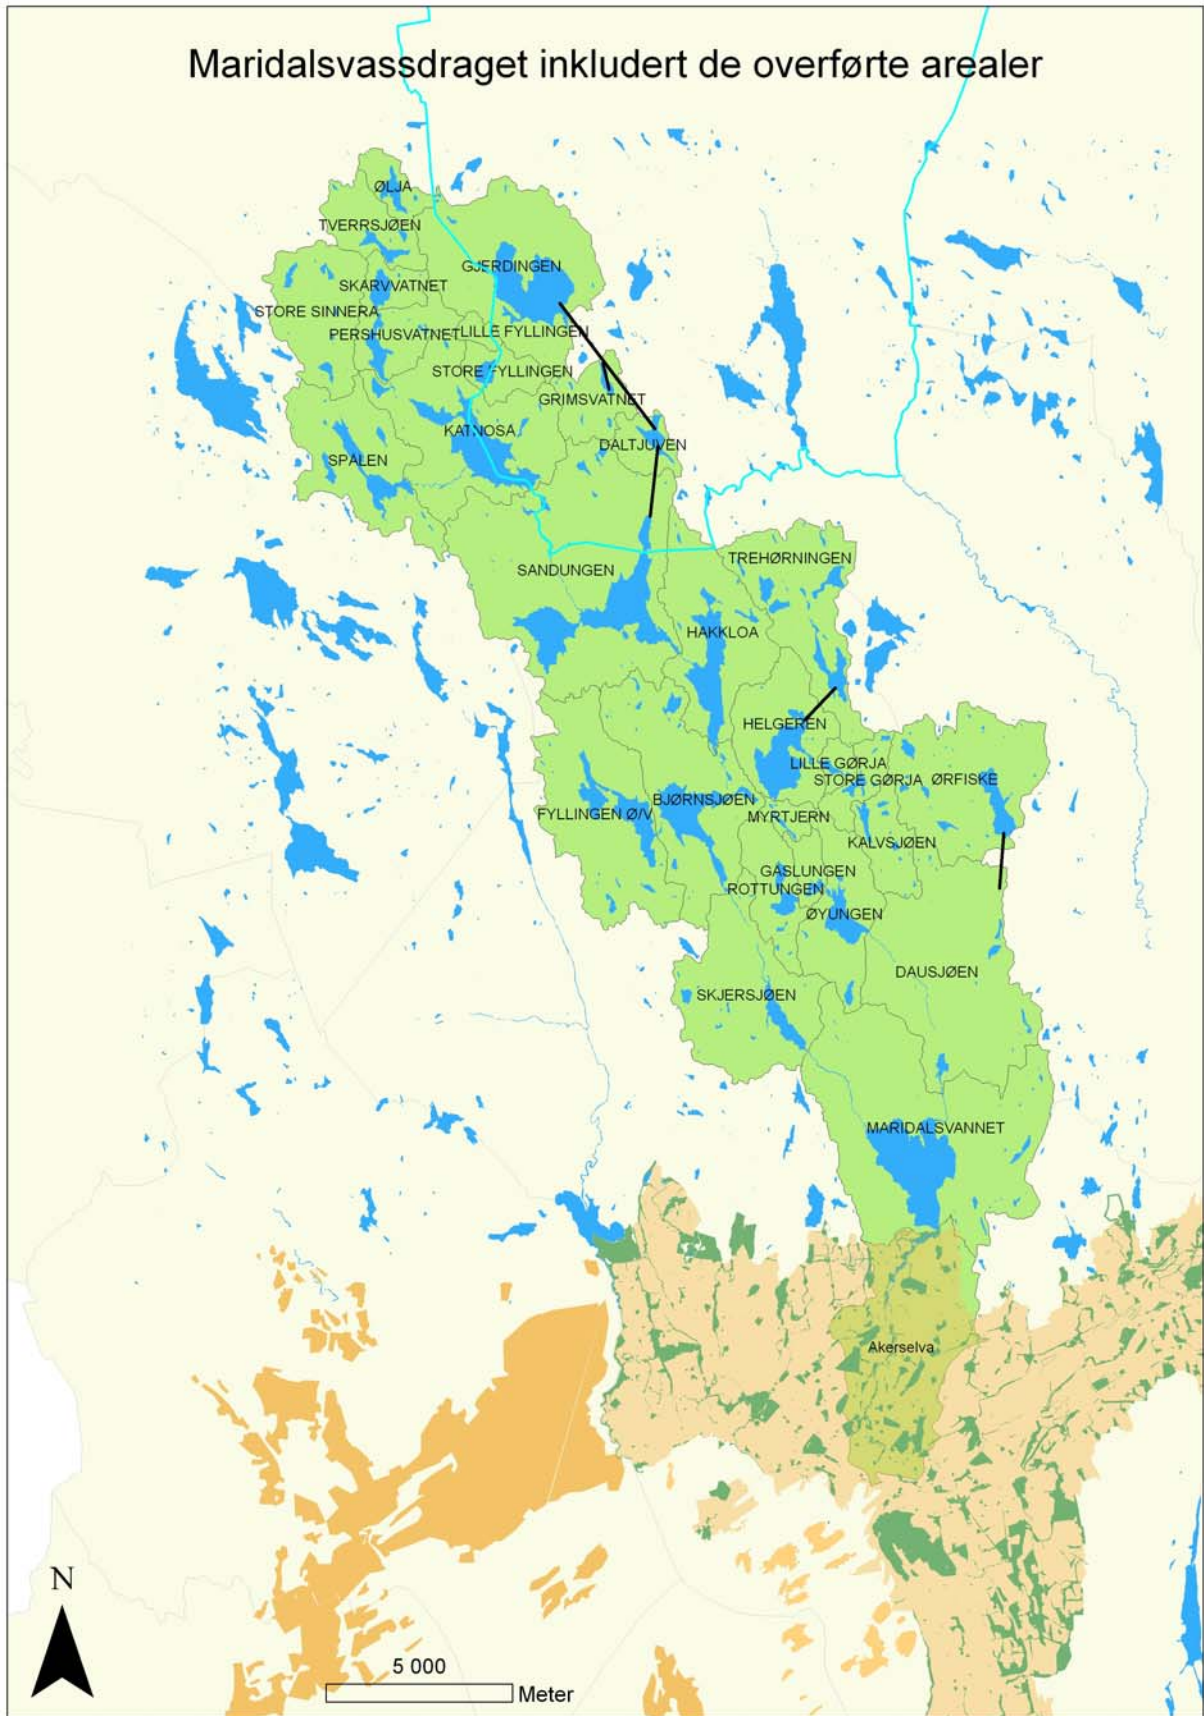 Maridalsvassdraget inkludert de overførte arealer
ØLJA
TVERRSJØEN
GJERDINGEN
SKARVVATNET
STORE SINNERA
PERSHUSVATNET
LILLE FYLLINGEN
STORE FYLLINGEN
GRIMSVATNET
KATNOSA
DALTJUVEN
SPÅLEN
TREHØRNINGEN
SANDUNGEN
HAKKLOA
HELGEREN
LILLE GØRJA
STORE GØRJA
ØRFISKE
BJØRNSJØEN
FYLLINGEN Ø/V
MYRTJERN
KALVSJØEN
GÅSLUNGEN
ROTTUNGEN
ØYUNGEN
DAUSJØEN
SKJERSJØEN
MARIDALSVANNET
Akerselva
N
5 000
Meter